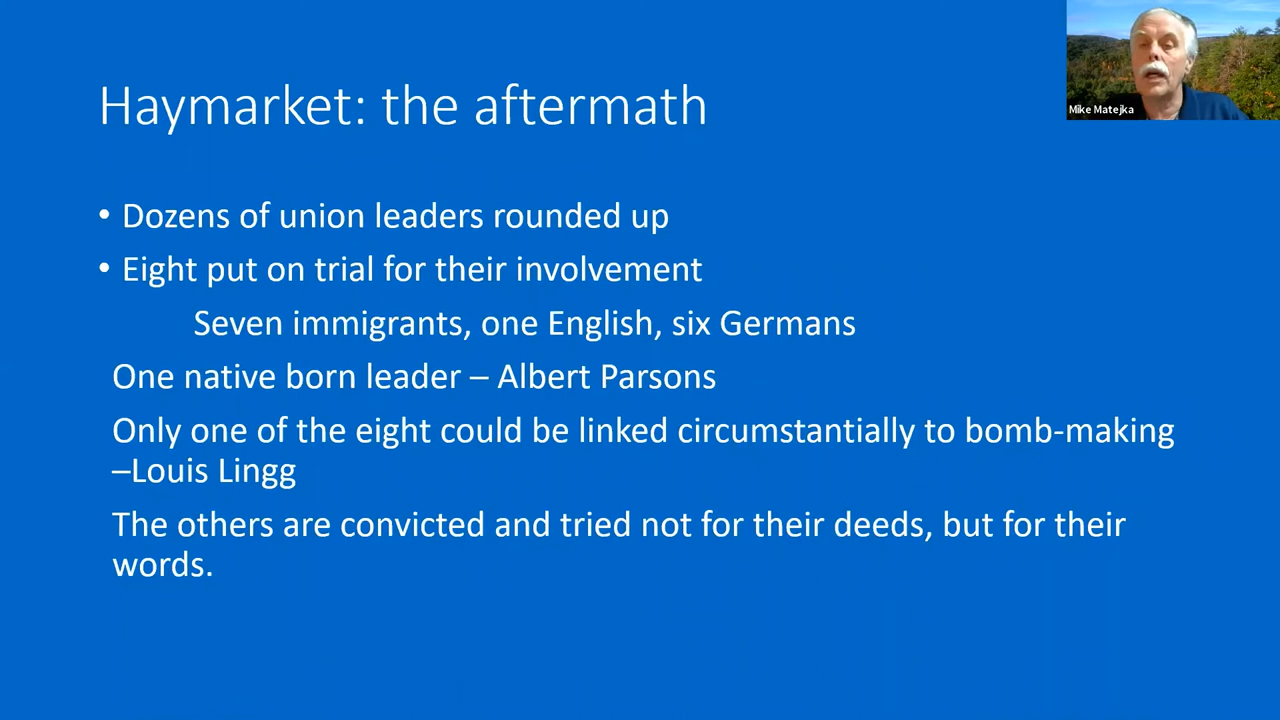 Haymarket: the aftermath
Mike Matejka
• Dozens of union leaders rounded up
• Eight put on trial for their involvement
Seven immigrants, one English, six Germans
One native born leader – Albert Parsons
Only one of the eight could be linked circumstantially to bomb-making
–Louis Lingg
The others are convicted and tried not for their deeds, but for their
words.